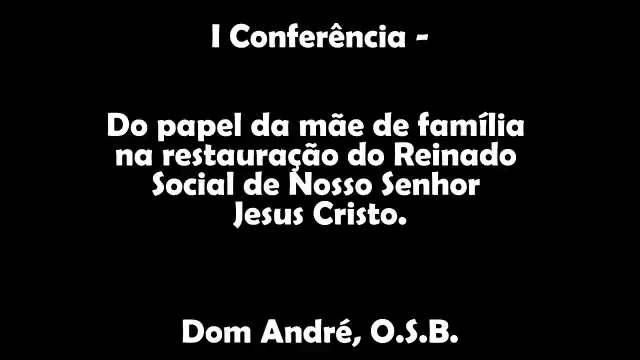 I Conferência -
Do papel da mãe de família
na restauração do Reinado
Social de Nosso Senhor
Jesus Cristo.
Dom André, O.S.B.